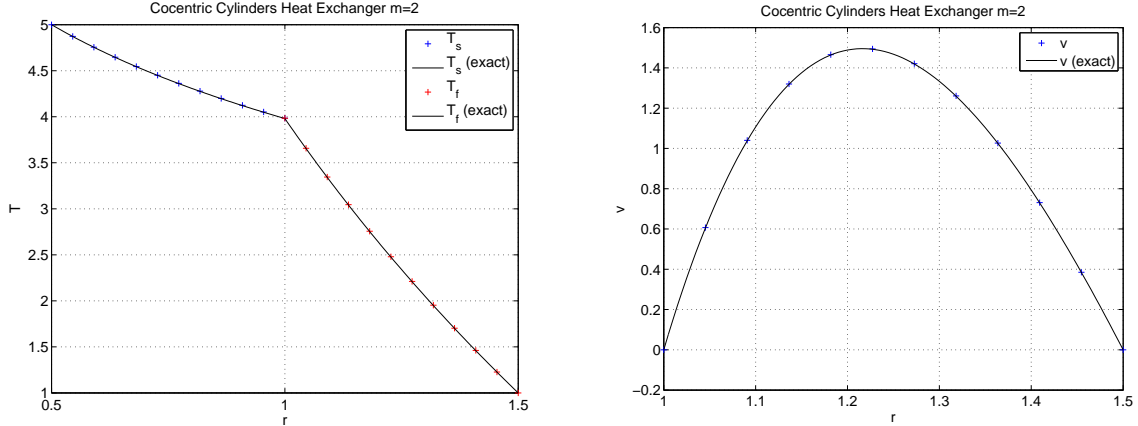 Cocentric Cylinders Heat Exchanger m=2
5
4.5
4
3.5
3
2.5
2
1.5
1
T
0.5
1
1.5
r
T_s
T_s (exact)
T_f
T_f (exact)
Cocentric Cylinders Heat Exchanger m=2
1.6
1.4
1.2
1
0.8
0.6
0.4
0.2
0
−0.2
v
1
1.1
1.2
1.3
1.4
1.5
r
v
v (exact)